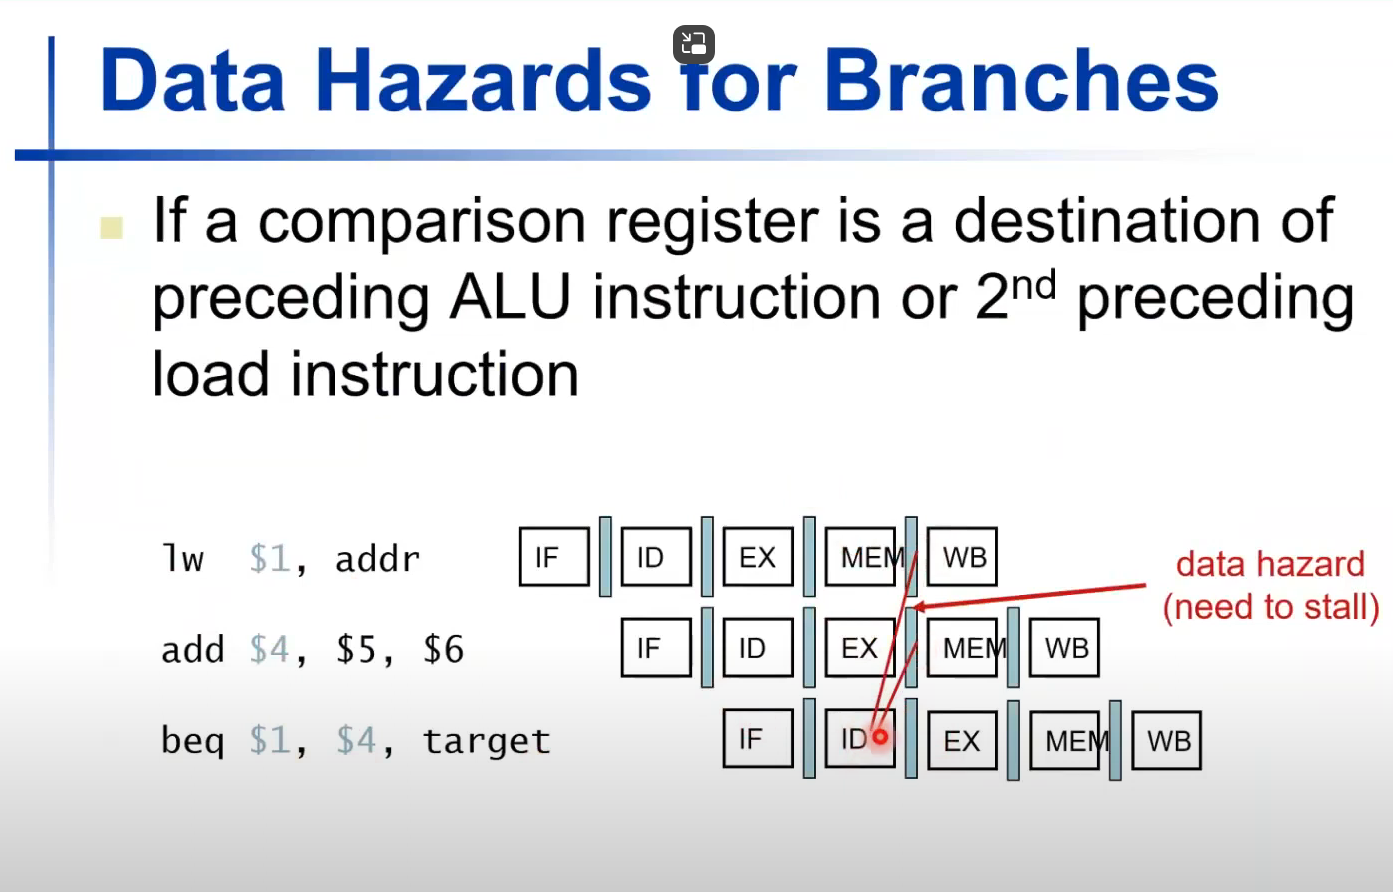 Data Hazards for Branches
If a comparison register is a destination of
preceding ALU instruction or 2nd preceding
load instruction
lw $1, addr IF ID EX MEM WB
data hazard
(need to stall)
add $4, $5, $6 IF ID EX MEM WB
beq $1, $4, target IF ID EX MEM WB